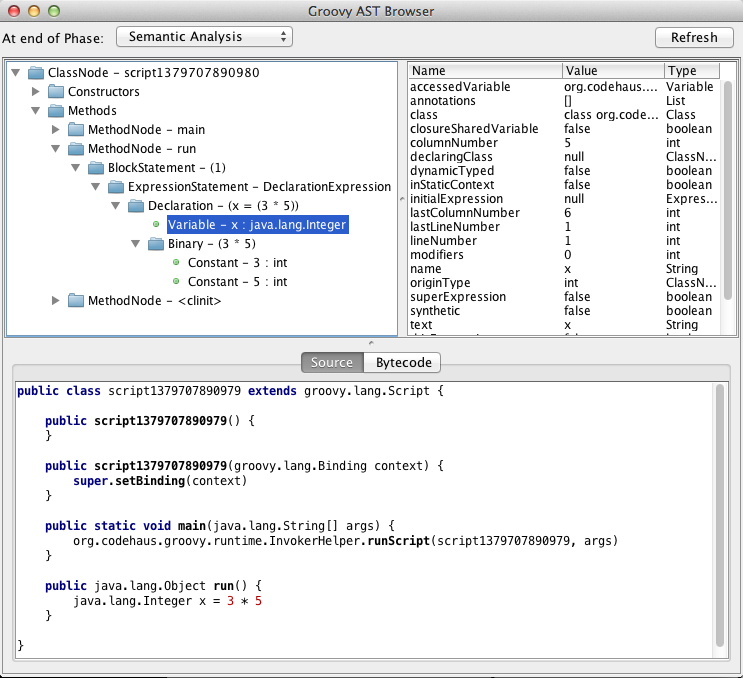 Groovy AST Browser
At end of Phase: Semantic Analysis Refresh
ClassNode - script1379707890980
Constructors
Methods
MethodNode - main
MethodNode - run
BlockStatement - (1)
ExpressionStatement - DeclarationExpression
Declaration - (x = (3 * 5))
Variable - x : java.lang.Integer
Binary - (3 * 5)
Constant - 3 : int
Constant - 5 : int
MethodNode - <clinit>
Name Value Type
accessedVariable org.codehaus.... Variable
annotations [] List
class class org.code... Class
closureSharedVariable false boolean
columnNumber 5 int
declaringClass null ClassN...
dynamicTyped false boolean
inStaticContext false boolean
initialExpression null Expres...
lastColumnNumber 6 int
lastLineNumber 1 int
lineNumber 1 int
modifiers 0 int
name x String
originType int ClassN...
superExpression false boolean
synthetic false boolean
text x String
Source Bytecode
public class script1379707890979 extends groovy.lang.Script {
public script1379707890979() {
}
public script1379707890979(groovy.lang.Binding context) {
super.setBinding(context)
}
public static void main(java.lang.String[] args) {
org.codehaus.groovy.runtime.InvokerHelper.runScript(script1379707890979, args)
}
public java.lang.Object run() {
java.lang.Integer x = 3 * 5
}
}